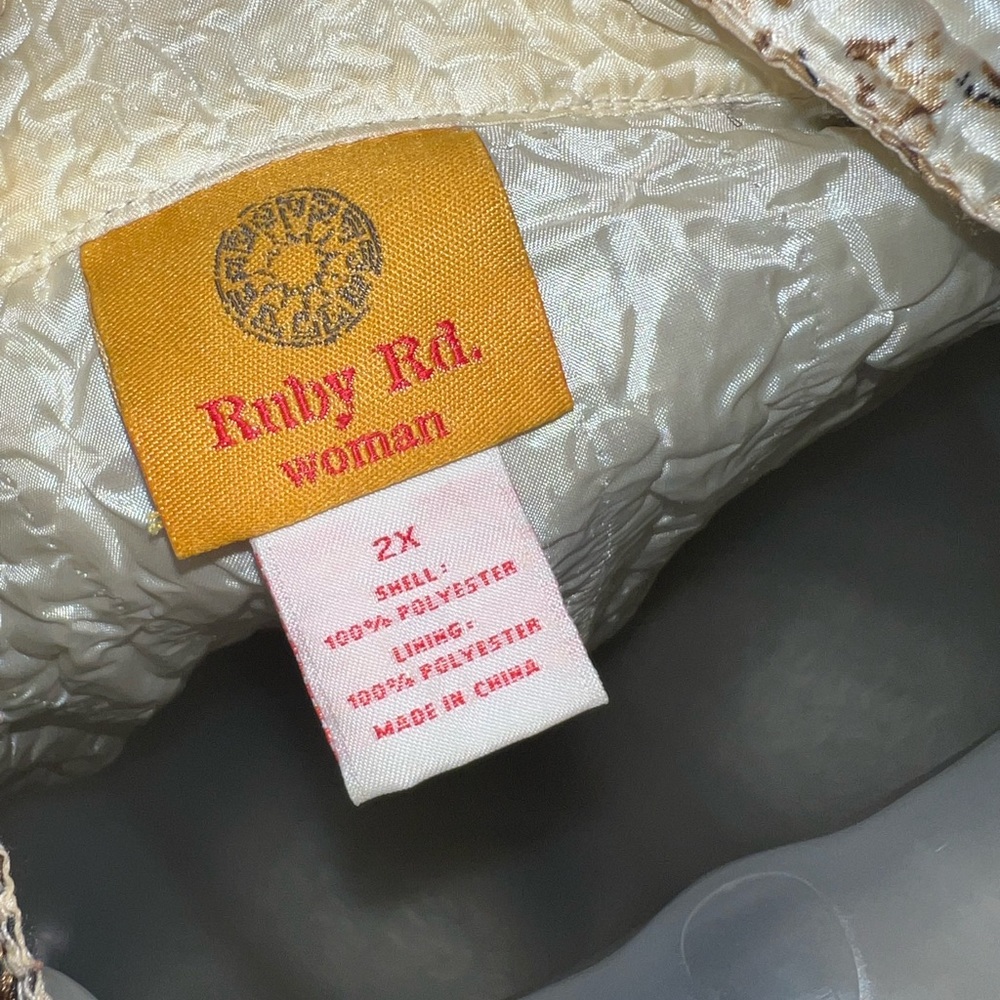 Ruby Rd.
woman
2X
SHELL:
100% POLYESTER
LINING:
100% POLYESTER
MADE IN CHINA